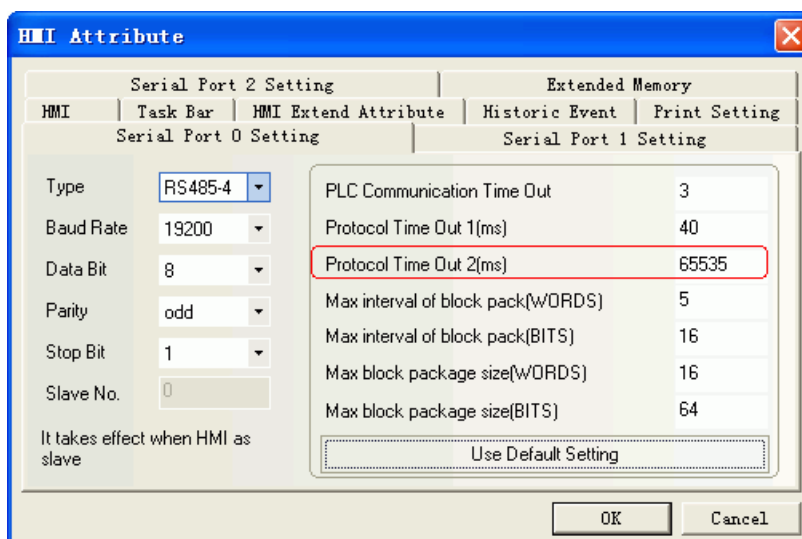 HMI Attribute
Serial Port 2 Setting Extended Memory
HMI Task Bar HMI Extend Attribute Historic Event Print Setting
Serial Port 0 Setting Serial Port 1 Setting
Type RS485-4
Baud Rate 19200
Data Bit 8
Parity odd
Stop Bit 1
Slave No. 0
It takes effect when HMI as
slave
PLC Communication Time Out 3
Protocol Time Out 1(ms) 40
Protocol Time Out 2(ms) 65535
Max interval of block pack(WORDS) 5
Max interval of block pack(BITS) 16
Max block package size(WORDS) 16
Max block package size(BITS) 64
Use Default Setting
OK Cancel